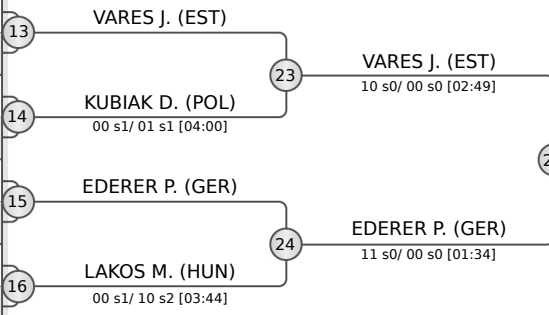 VARES J. (EST)
13
23
VARES J. (EST)
10 s0/ 00 s0 [02:49]
KUBIAK D. (POL)
14
00 s1/ 01 s1 [04:00]
EDERER P. (GER)
15
24
EDERER P. (GER)
11 s0/ 00 s0 [01:34]
LAKOS M. (HUN)
16
00 s1/ 10 s2 [03:44]